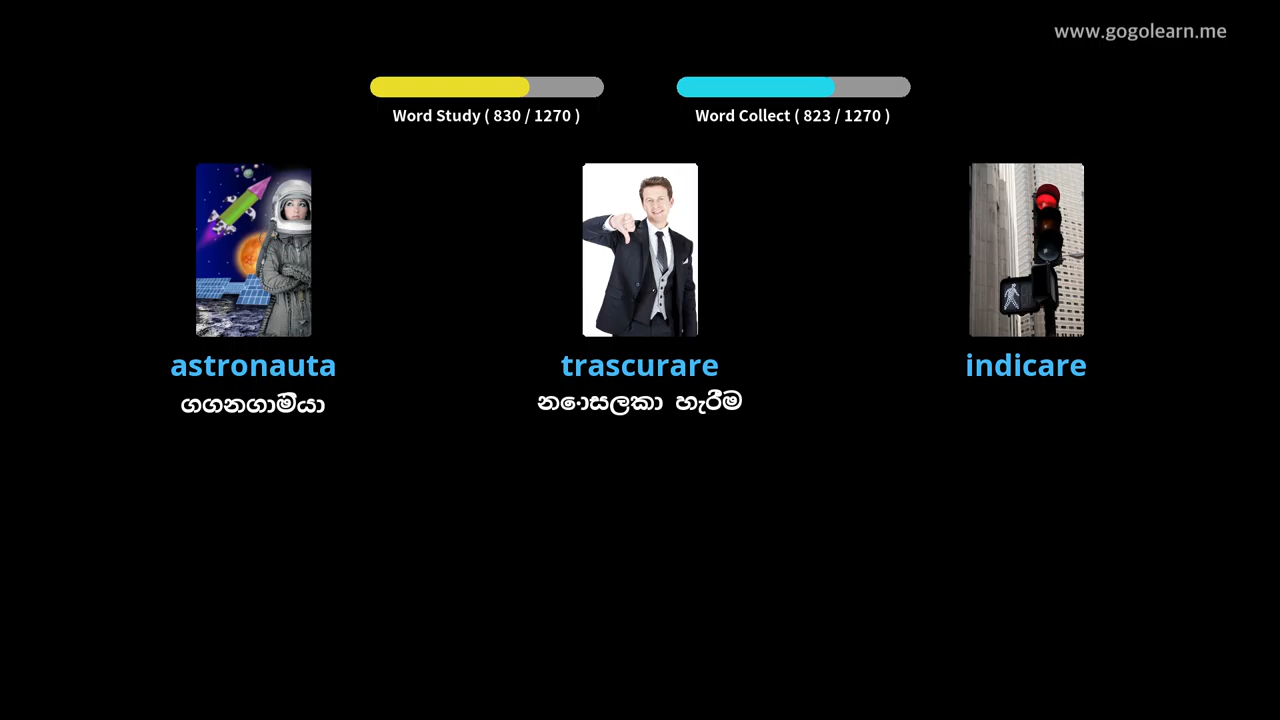 www.gogolearn.me
Word Study ( 830 / 1270 )
Word Collect ( 823 / 1270 )
astronauta
trascurare
indicare
ගගනගාමියා
නොසලකා හැරීම